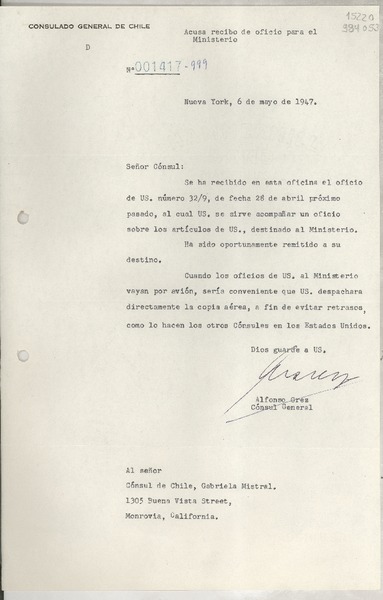 CONSULADO GENERAL DE CHILE
D
Acusa recibo de oficio para el
Ministerio
15220
394053
Nº 001417-999
Nueva York, 6 de mayo de 1947.
Señor Cónsul:
Se ha recibido en esta oficina el oficio
de US. número 32/9, de fecha 28 de abril próximo
pasado, al cual US. se sirve acompañar un oficio
sobre los artículos de US., destinado al Ministerio.
Ha sido oportunamente remitido a su
destino.
Cuando los oficios de US. al Ministerio
vayan por avión, sería conveniente que US. despachara
directamente la copia aérea, a fin de evitar retrasos,
como lo hacen los otros Cónsules en los Estados Unidos.
Dios guarde a US.
Alfonso Grez
Cónsul General
Al señor
Cónsul de Chile, Gabriela Mistral.
1305 Buena Vista Street,
Monrovia, California.